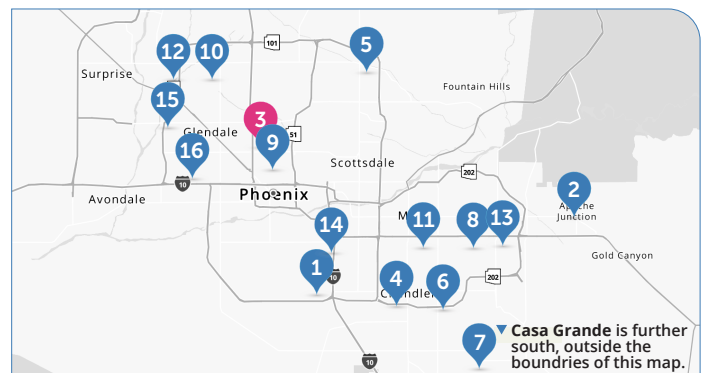 12
10
101
5
Surprise
Fountain Hills
15
3
Glendale
51
9
16
Scottsdale
10
202
2
Avondale
Phoenix
Apache
Junction
14
M
11
8
13
Gold Canyon
1
10
4
6
202
Chandler
7
Casa Grande is further
south, outside the
boundries of this map.
10